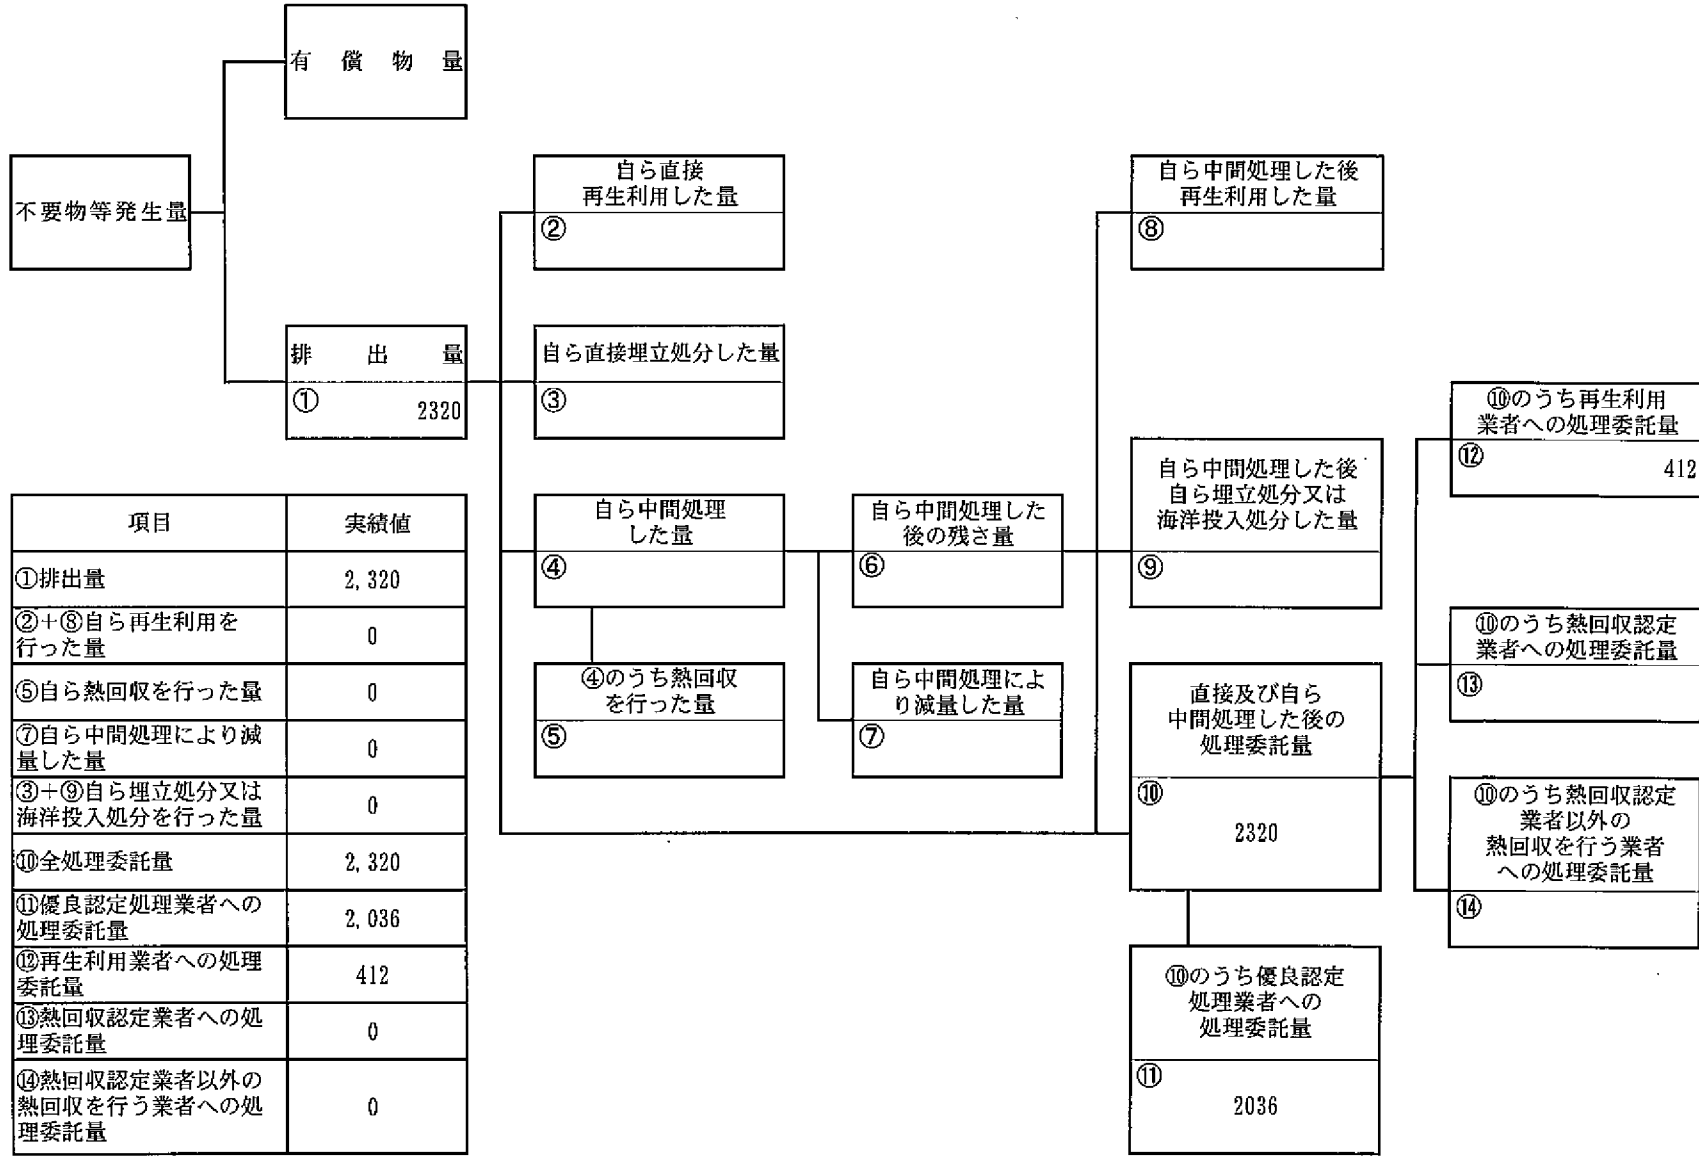 有償物量
不要物等発生量
排出量
① 2320
自ら直接
再生利用した量
②
自ら直接埋立処分した量
③
自ら中間処理
した量
④
④のうち熱回収
を行った量
⑤
自ら中間処理した
後の残さ量
⑥
自ら中間処理によ
り減量した量
⑦
自ら中間処理した後
再生利用した量
⑧
自ら中間処理した後
自ら埋立処分又は
海洋投入処分した量
⑨
直接及び自ら
中間処理した後の
処理委託量
⑩
2320
⑩のうち優良認定
処理業者への
処理委託量
⑪
2036
⑩のうち再生利用
業者への処理委託量
⑫ 412
⑩のうち熱回収認定
業者への処理委託量
⑬
⑩のうち熱回収認定
業者以外の
熱回収を行う業者
への処理委託量
⑭
項目 実績値
①排出量 2,320
②+⑧自ら再生利用を
行った量 0
⑤自ら熱回収を行った量 0
⑦自ら中間処理により減
量した量 0
③+⑨自ら埋立処分又は
海洋投入処分を行った量 0
⑩全処理委託量 2,320
⑪優良認定処理業者への
処理委託量 2,036
⑫再生利用業者への処理
委託量 412
⑬熱回収認定業者への処
理委託量 0
⑭熱回収認定業者以外の
熱回収を行う業者への処
理委託量 0